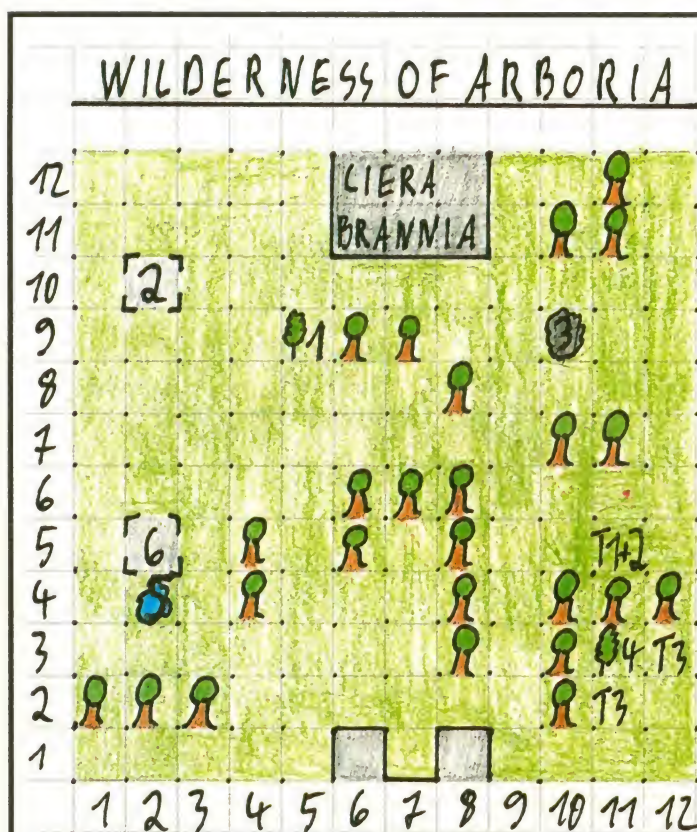 WILDERNESS OF ARBORIA
12 LIERA
11 BRANNIA
10 2
9 1 3
8
7
6
5 6 T1+2
4
3 4 T3
2 T3
1
1 2 3 4 5 6 7 8 9 10 11 12